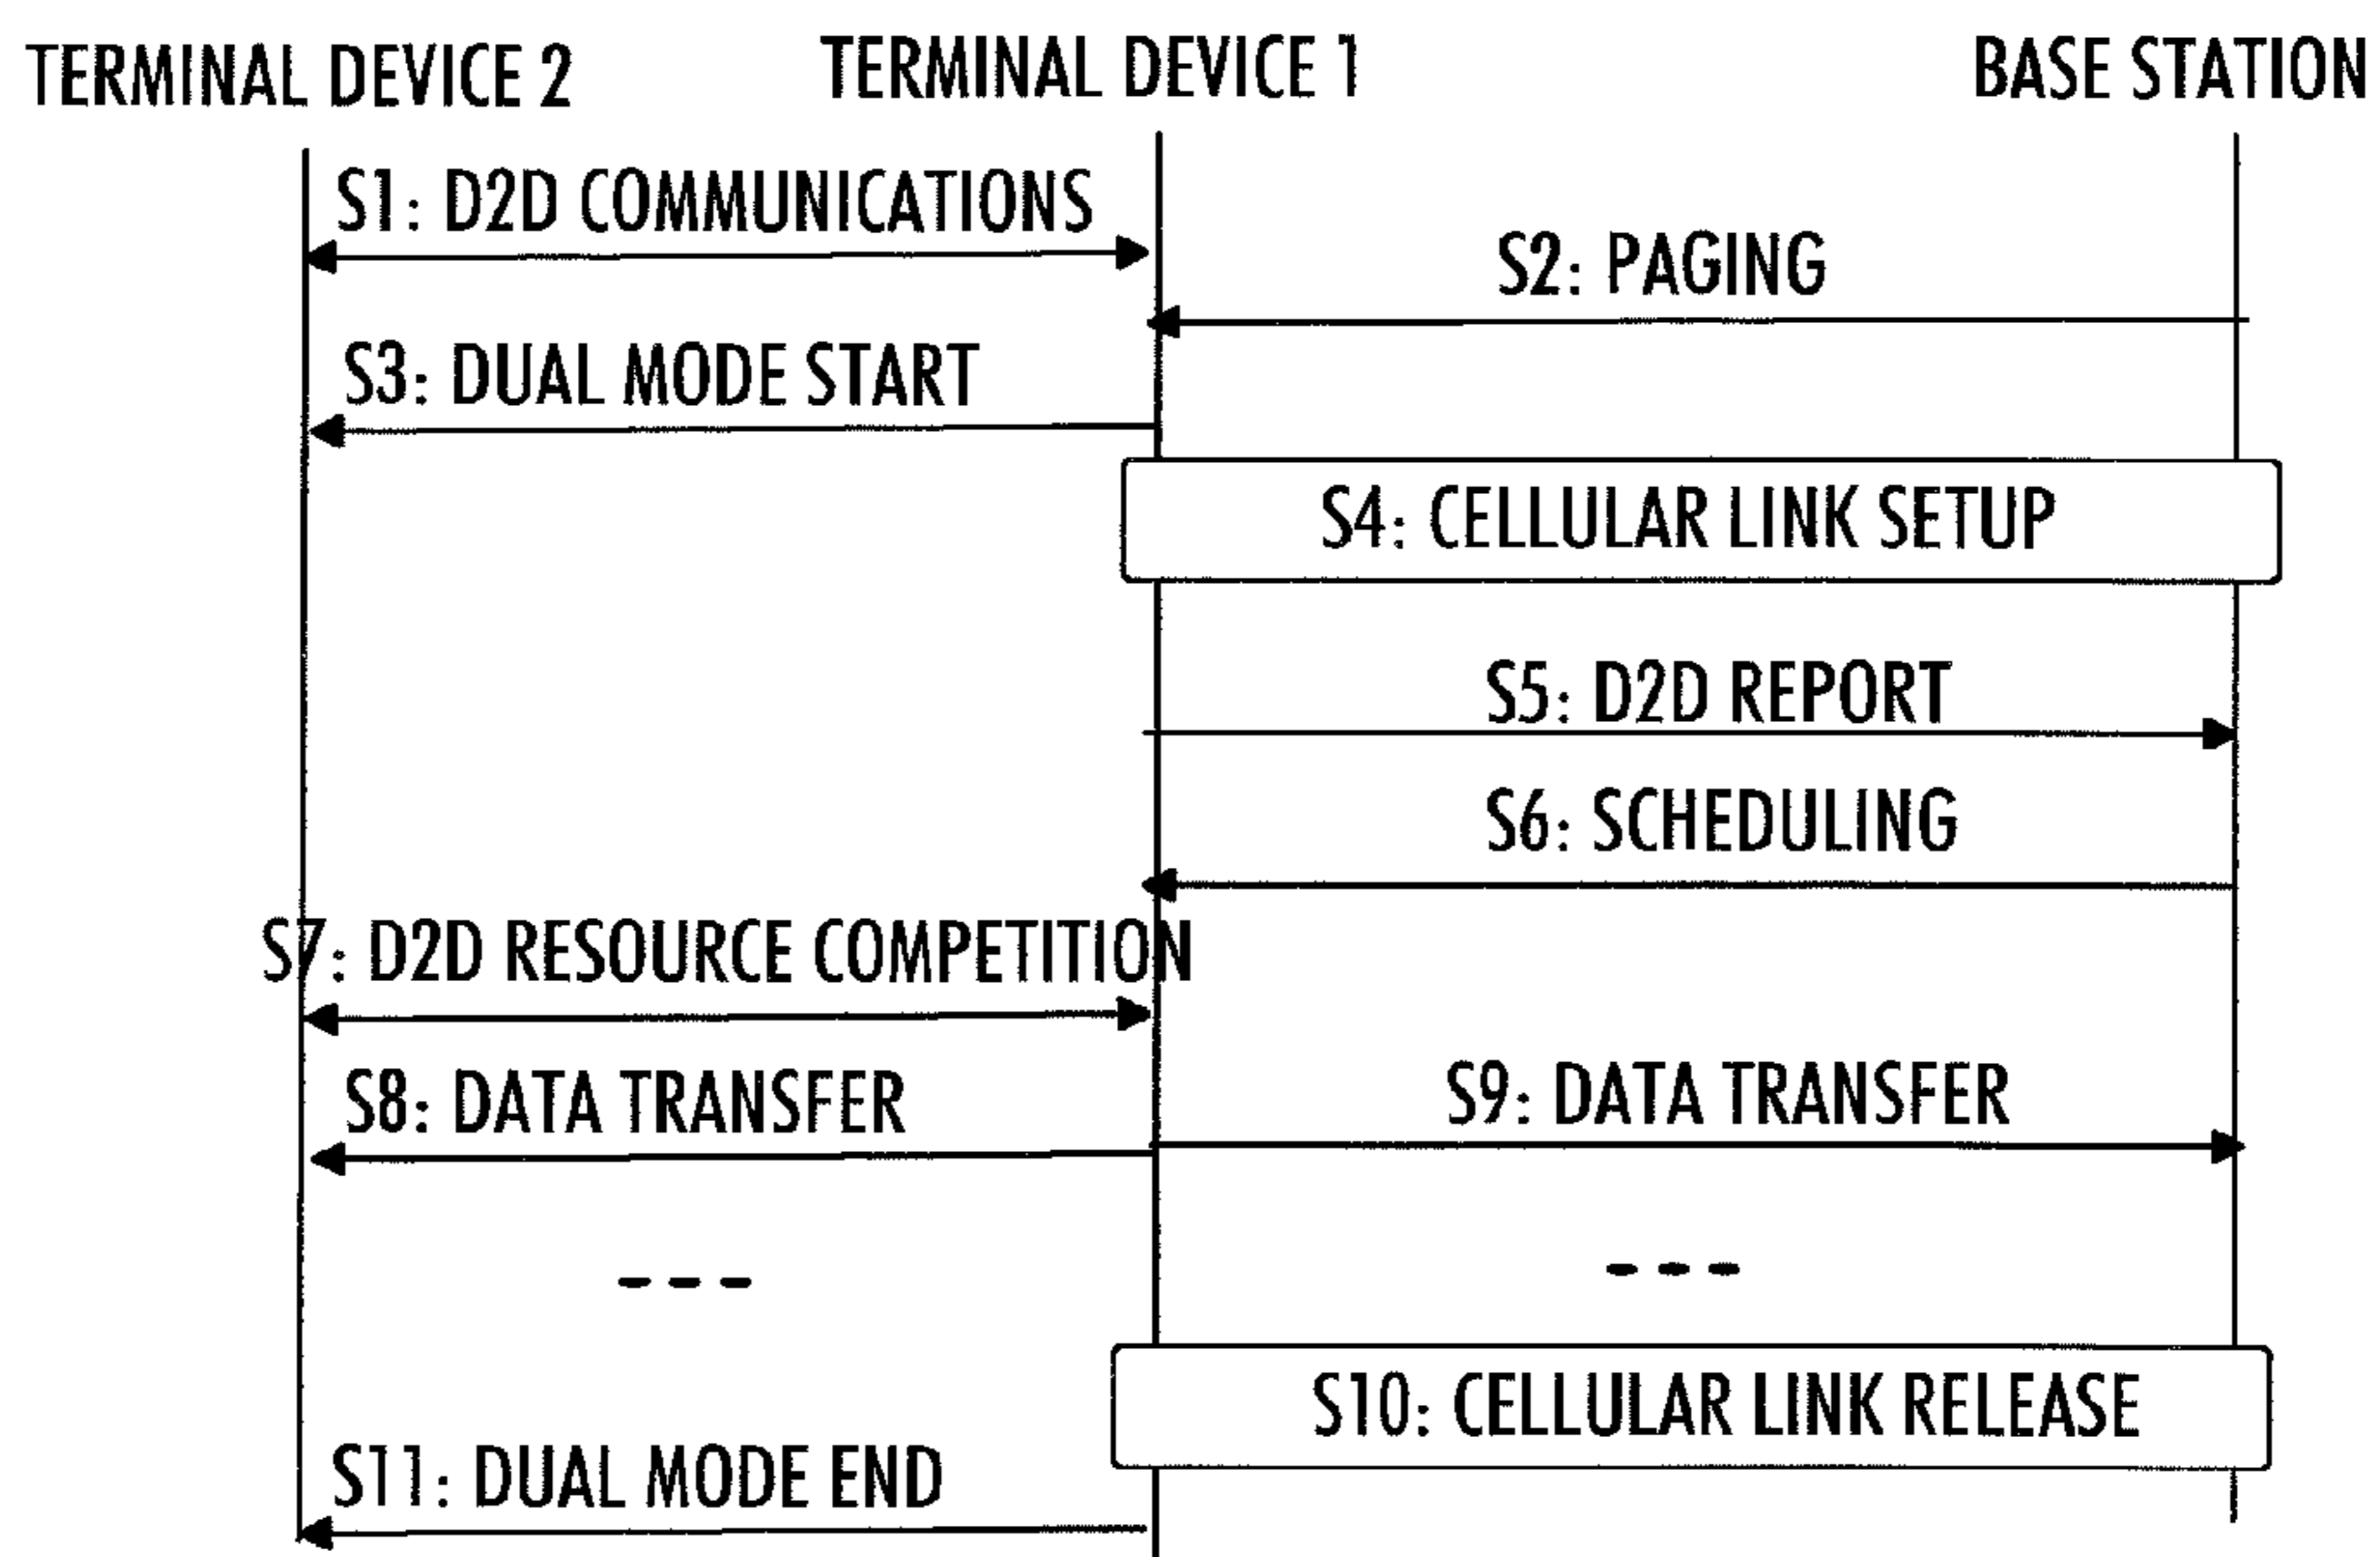 TERMINAL DEVICE 2
TERMINAL DEVICE 1
BASE STATION
S1: D2D COMMUNICATIONS
S2: PAGING
S3: DUAL MODE START
S4: CELLULAR LINK SETUP
S5: D2D REPORT
S6: SCHEDULING
S7: D2D RESOURCE COMPETITION
S8: DATA TRANSFER
S9: DATA TRANSFER
S10: CELLULAR LINK RELEASE
S11: DUAL MODE END